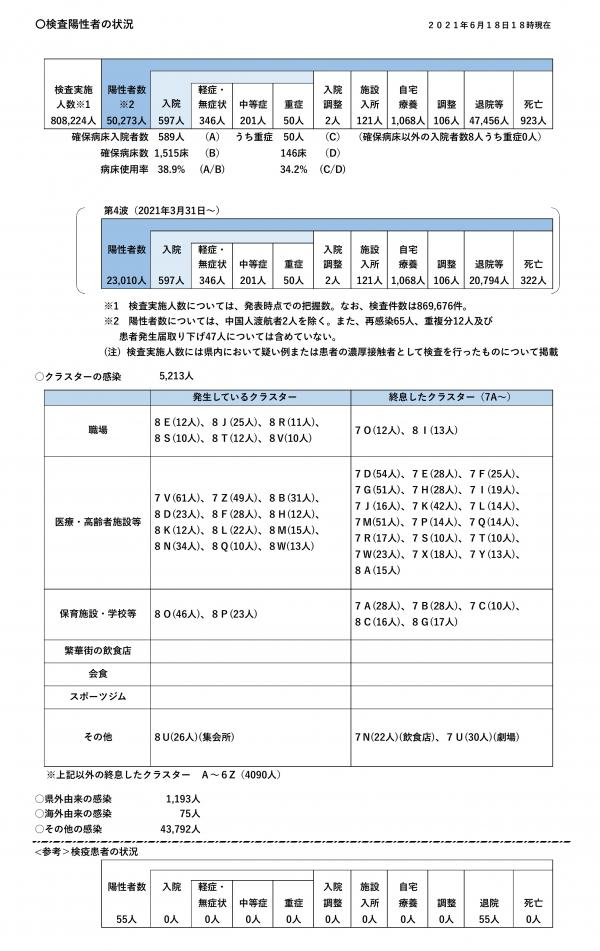 〇検査陽性者の状況
２０２１年６月１８日１８時現在
検査実施人数※1 陽性者数※2 入院 軽症・無症状 中等症 重症 入院調整 施設入所 自宅療養 調整 退院等 死亡
808,224人 50,273人 597人 346人 201人 50人 2人 121人 1,068人 106人 47,456人 923人
確保病床入院者数 589人 (A) うち重症 50人 (C) (確保病床以外の入院者数8人うち重症0人)
確保病床数 1,515床 (B) 146床 (D)
病床使用率 38.9% (A/B) 34.2% (C/D)
第4波（2021年3月31日～）
陽性者数 入院 軽症・無症状 中等症 重症 入院調整 施設入所 自宅療養 調整 退院等 死亡
23,010人 597人 346人 201人 50人 2人 121人 1,068人 106人 20,794人 322人
※1 検査実施人数については、発表時点での把握数。なお、検査件数は869,676件。
※2 陽性者数については、中国人渡航者2人を除く。また、再感染65人、重複分12人及び
患者発生届取り下げ47人については含めていない。
（注）検査実施人数には県内において疑い例または患者の濃厚接触者として検査を行ったものについて掲載
○クラスターの感染 5,213人
発生しているクラスター 終息したクラスター（7A～）
職場
８Ｅ(12人)、８Ｊ(25人)、８Ｒ(11人)、
８Ｓ(10人)、８Ｔ(12人)、８V(10人)
７Ｏ(12人)、８Ｉ(13人)
医療・高齢者施設等
７Ｖ(61人)、７Ｚ(49人)、８Ｂ(31人)、
８Ｄ(23人)、８Ｆ(28人)、８Ｈ(12人)、
８Ｋ(12人)、８Ｌ(22人)、８Ｍ(15人)、
８Ｎ(34人)、８Ｑ(10人)、８Ｗ(13人)
７Ｄ(54人)、７Ｅ(28人)、７Ｆ(25人)、
７Ｇ(51人)、７Ｈ(28人)、７Ｉ(19人)、
７Ｊ(16人)、７Ｋ(42人)、７Ｌ(14人)、
７Ｍ(51人)、７Ｐ(14人)、７Ｑ(14人)、
７Ｒ(17人)、７Ｓ(10人)、７Ｔ(10人)、
７Ｗ(23人)、７Ｘ(18人)、７Ｙ(13人)、
８Ａ(15人)
保育施設・学校等
８Ｏ(46人)、８Ｐ(23人)
７Ａ(28人)、７Ｂ(28人)、７Ｃ(10人)、
８Ｃ(16人)、８Ｇ(17人)
繁華街の飲食店
会食
スポーツジム
その他
８Ｕ(26人)(集会所)
７Ｎ(22人)(飲食店)、７Ｕ(30人)(劇場)
※上記以外の終息したクラスター Ａ～６Ｚ（4090人）
○県外由来の感染 1,193人
○海外由来の感染 75人
○その他の感染 43,792人
<参考＞検疫患者の状況
陽性者数 入院 軽症・無症状 中等症 重症 入院調整 施設入所 自宅療養 調整 退院 死亡
55人 0人 0人 0人 0人 0人 0人 0人 0人 55人 0人